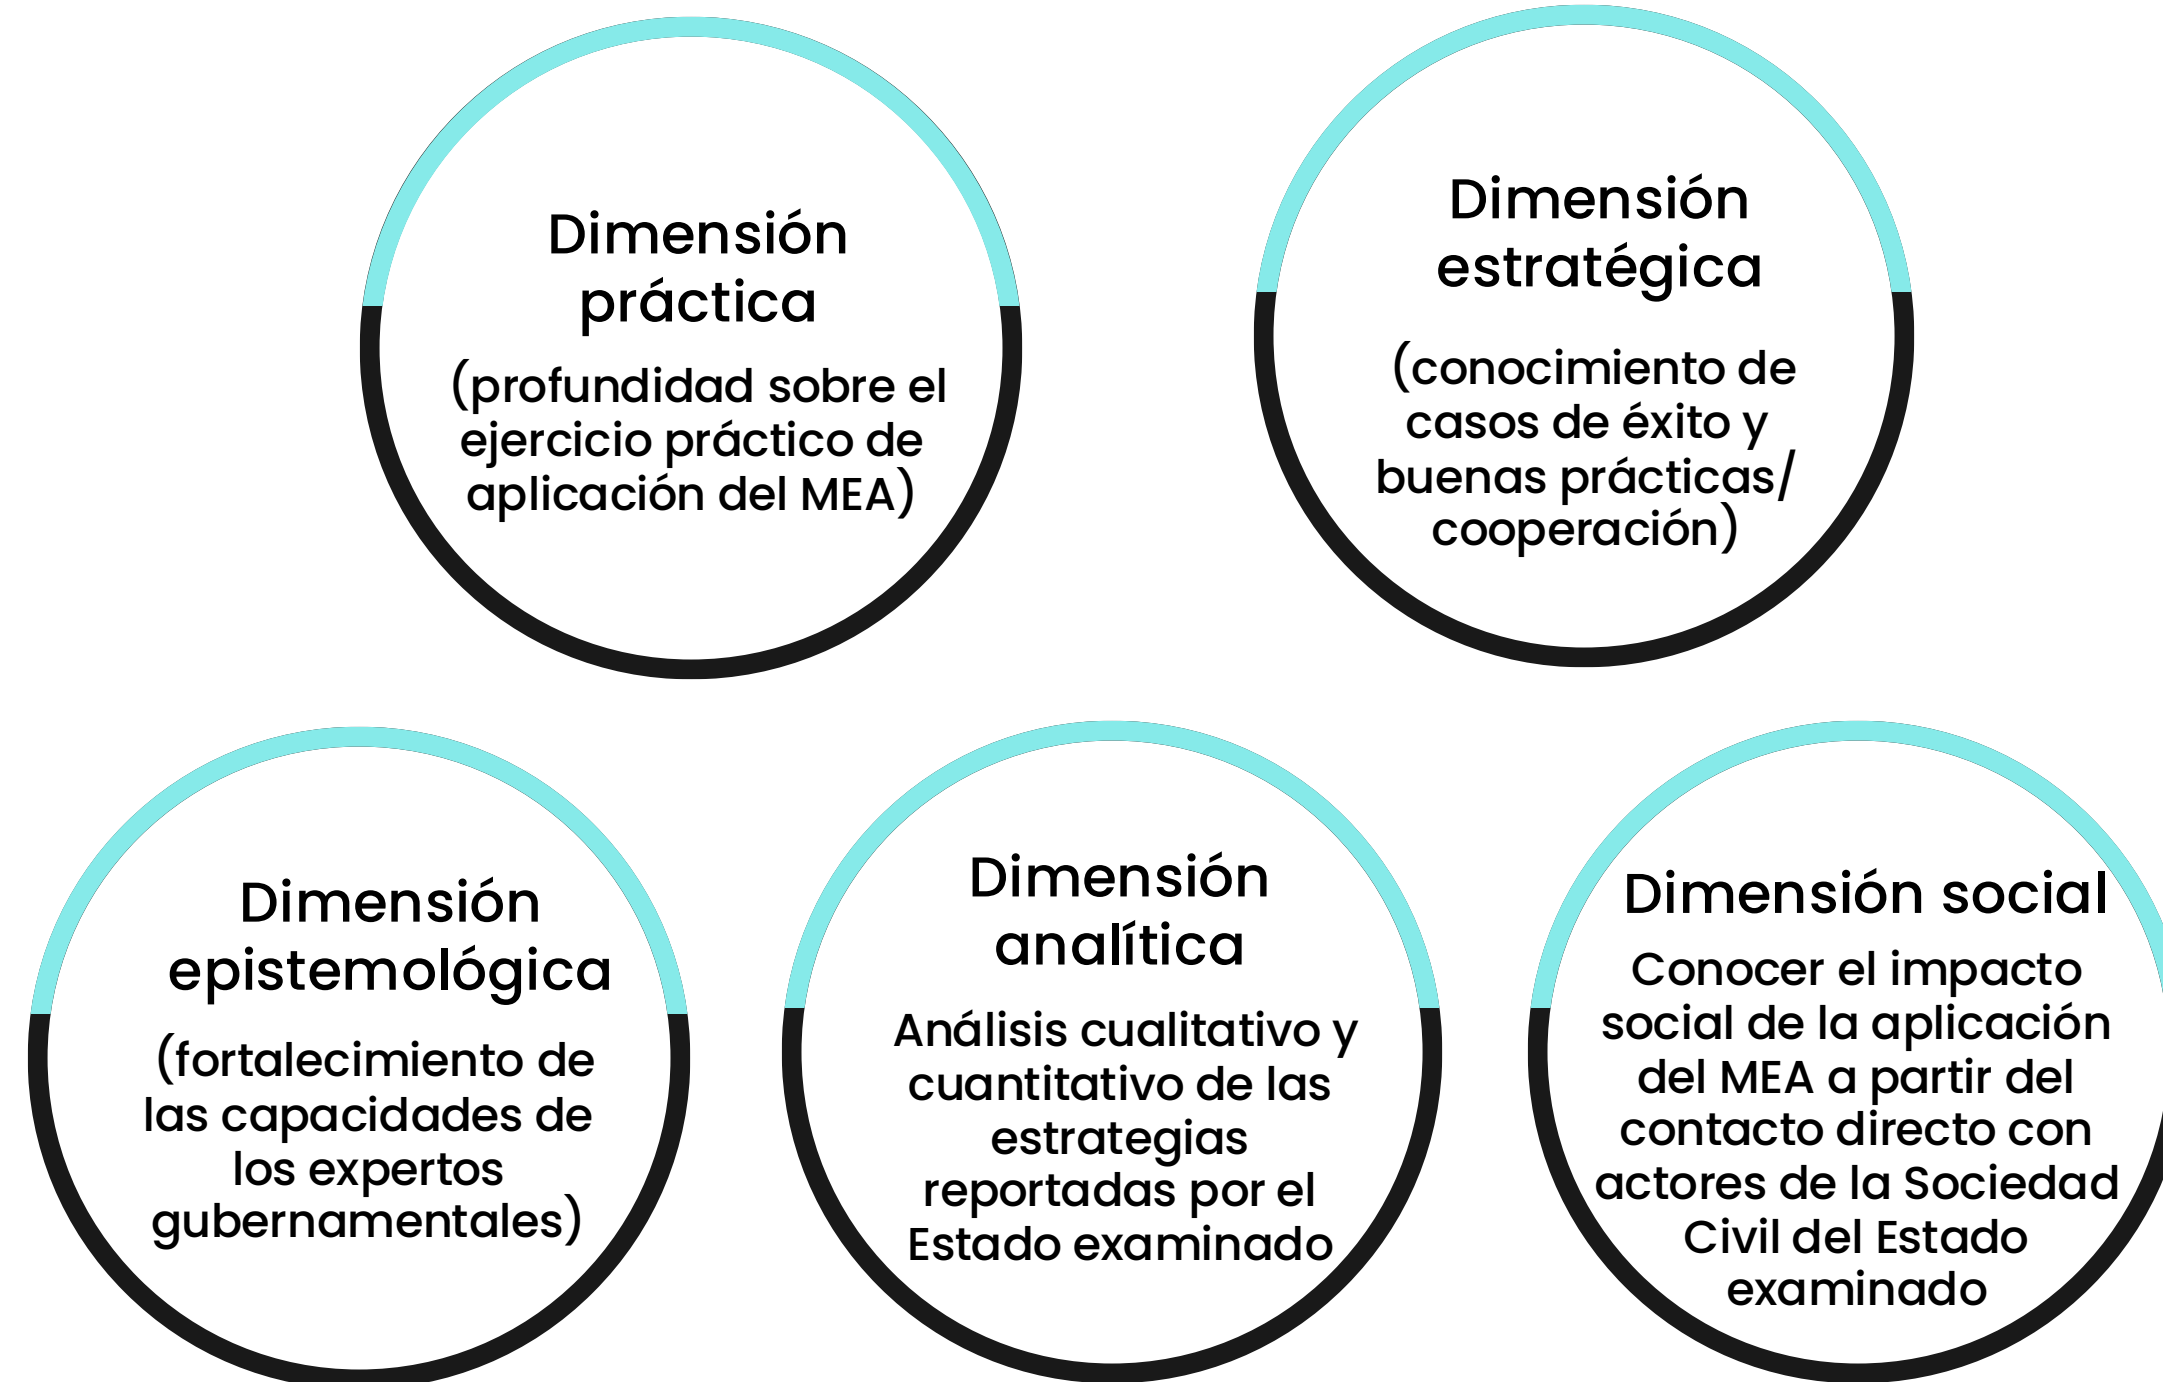 Dimensión
práctica
(profundidad sobre el
ejercicio práctico de
aplicación del MEA)
Dimensión
estratégica
(conocimiento de
casos de éxito y
buenas prácticas/
cooperación)
Dimensión
epistemológica
(fortalecimiento de
las capacidades de
los expertos
gubernamentales)
Dimensión
analítica
Análisis cualitativo y
cuantitativo de las
estrategias
reportadas por el
Estado examinado
Dimensión social
Conocer el impacto
social de la aplicación
del MEA a partir del
contacto directo con
actores de la Sociedad
Civil del Estado
examinado